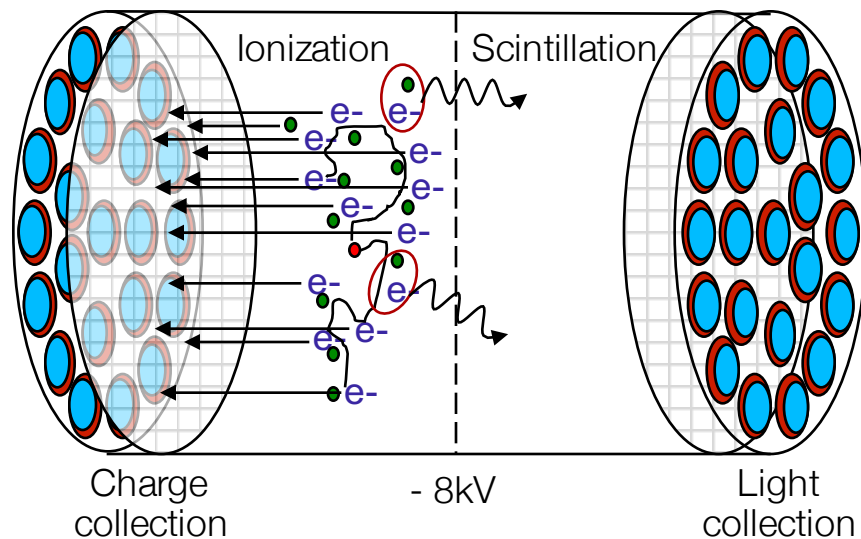 Ionization
Scintillation
e-
e-
e-
e-
e-
e-
e-
e-
e-
e-
e-
e-
e-
Charge
collection
- 8kV
Light
collection